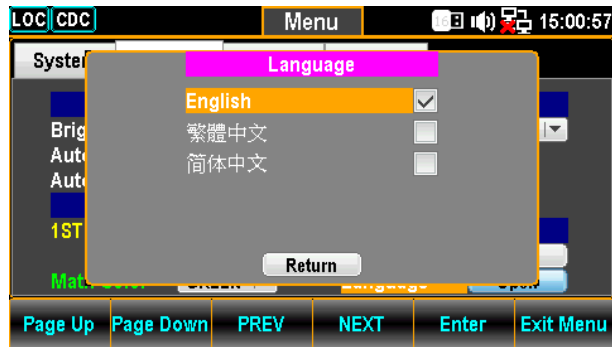 LOC CDC Menu 15:00:57
Language
English
繁體中文
简体中文
1ST
Return
Page Up Page Down PREV NEXT Enter Exit Menu